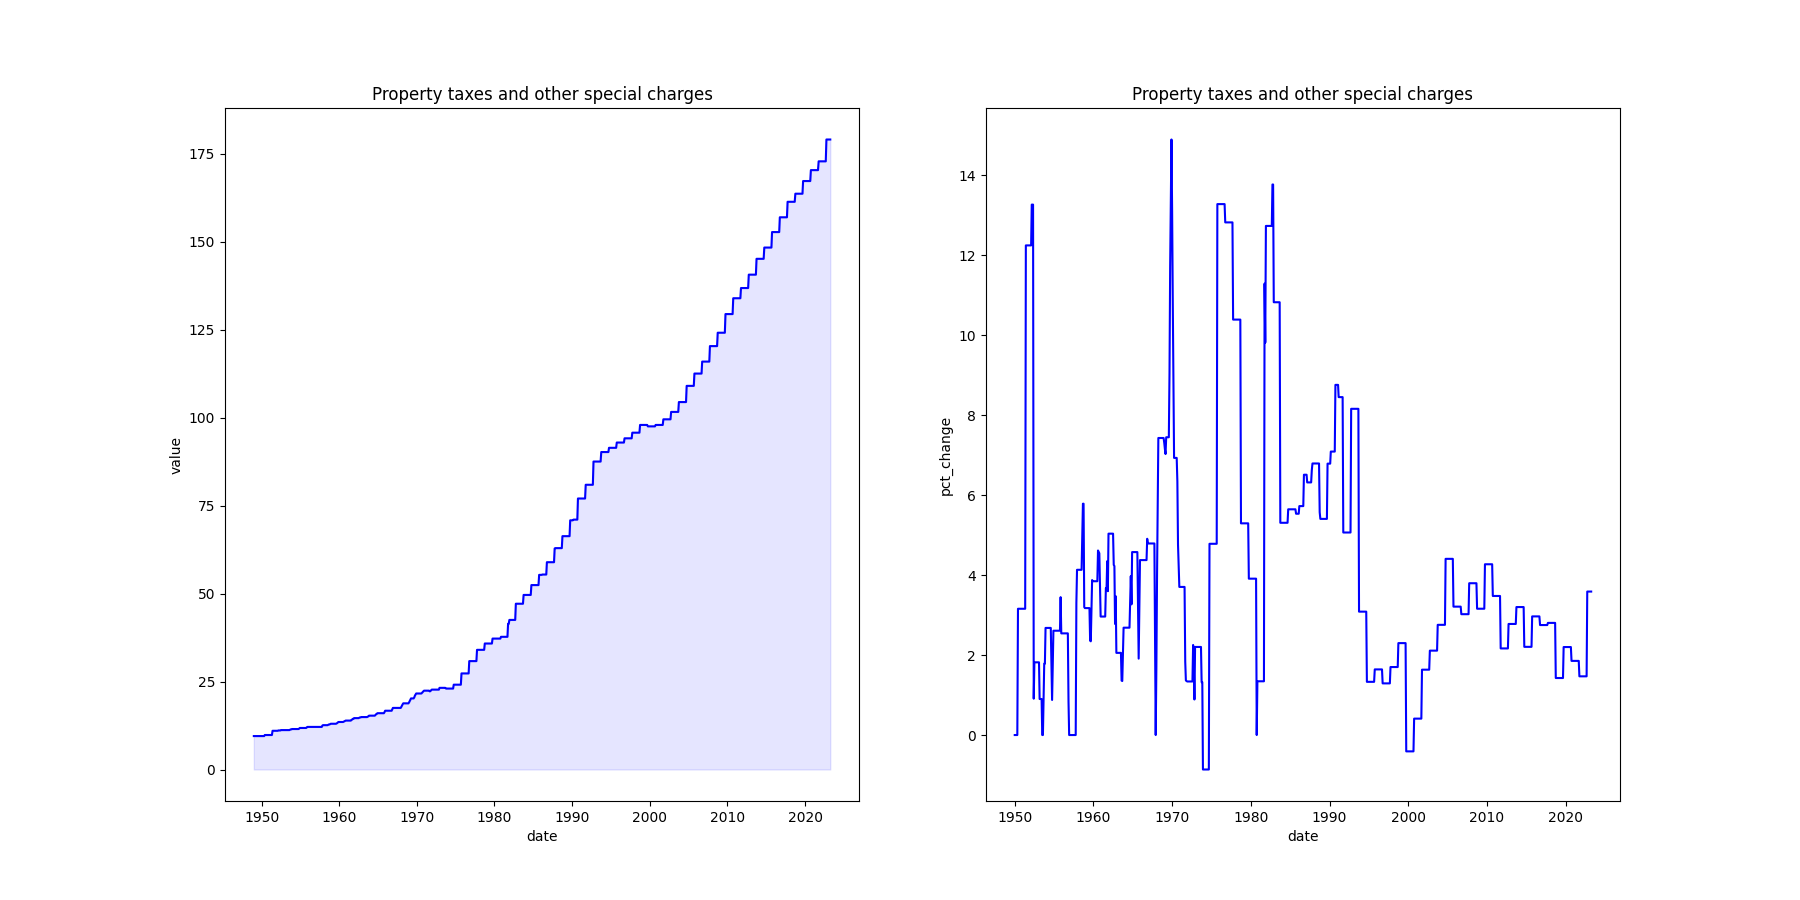 Property taxes and other special charges
175
150
125
100
75
50
25
0
value
1950 1960 1970 1980 1990 2000 2010 2020
date
Property taxes and other special charges
14
12
10
8
6
4
2
0
pct_change
1950 1960 1970 1980 1990 2000 2010 2020
date